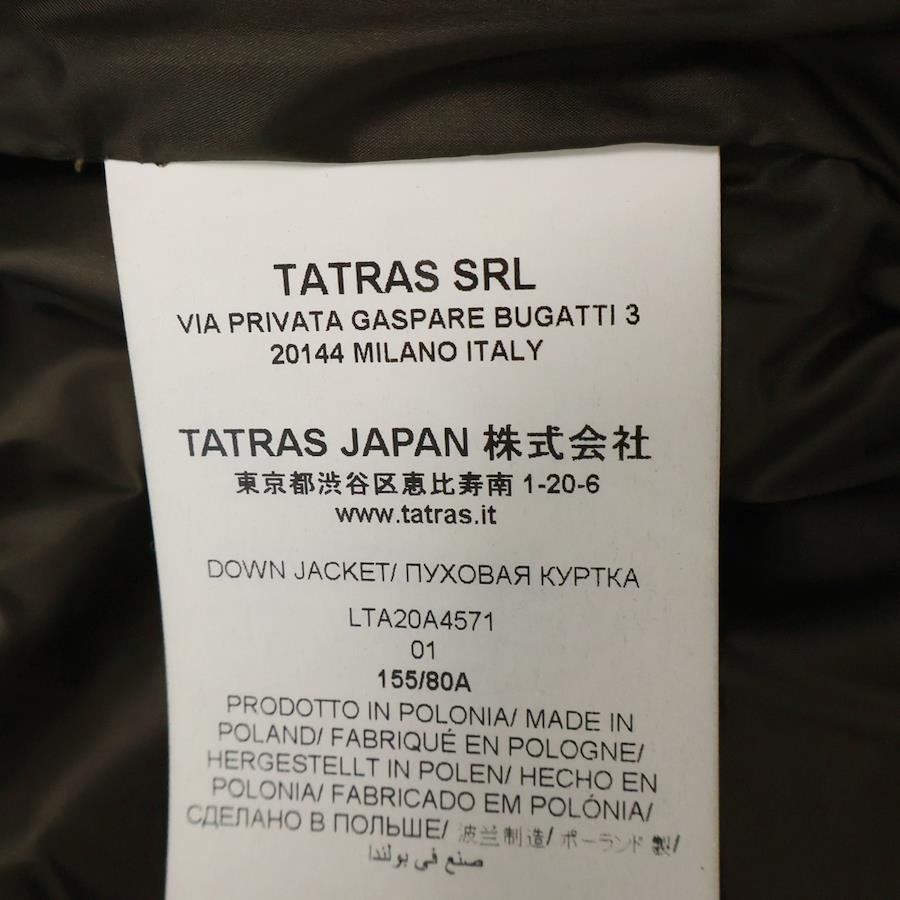 TATRAS SRL
VIA PRIVATA GASPARE BUGATTI 3
20144 MILANO ITALY
TATRAS JAPAN 株式会社
東京都渋谷区恵比寿南 1-20-6
www.tatras.it
DOWN JACKET/ ПУХОВАЯ КУРТКА
LTA20A4571
01
155/80A
PRODOTTO IN POLONIA/ MADE IN
POLAND/ FABRIQUÉ EN POLOGNE/
HERGESTELLT IN POLEN/ HECHO EN
POLONIA/ FABRICADO EM POLÓNIA/
СДЕЛАНО В ПОЛЬШЕ/ 波兰制造/ ポーランド 製/
صنع في بولندا